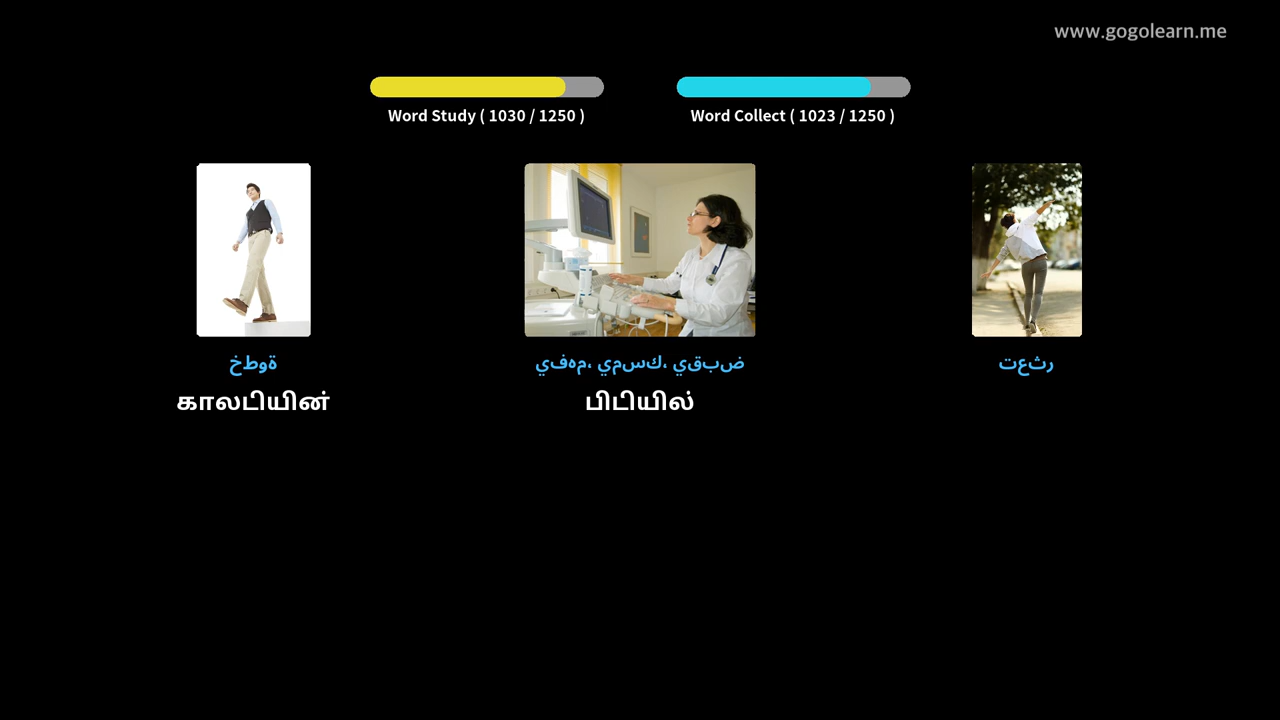 www.gogolearn.me
Word Study ( 1030 / 1250 )
Word Collect ( 1023 / 1250 )
خطوة
يفهم، يمسك، يقبض
تعثر
காலடியின்
பிடியில்